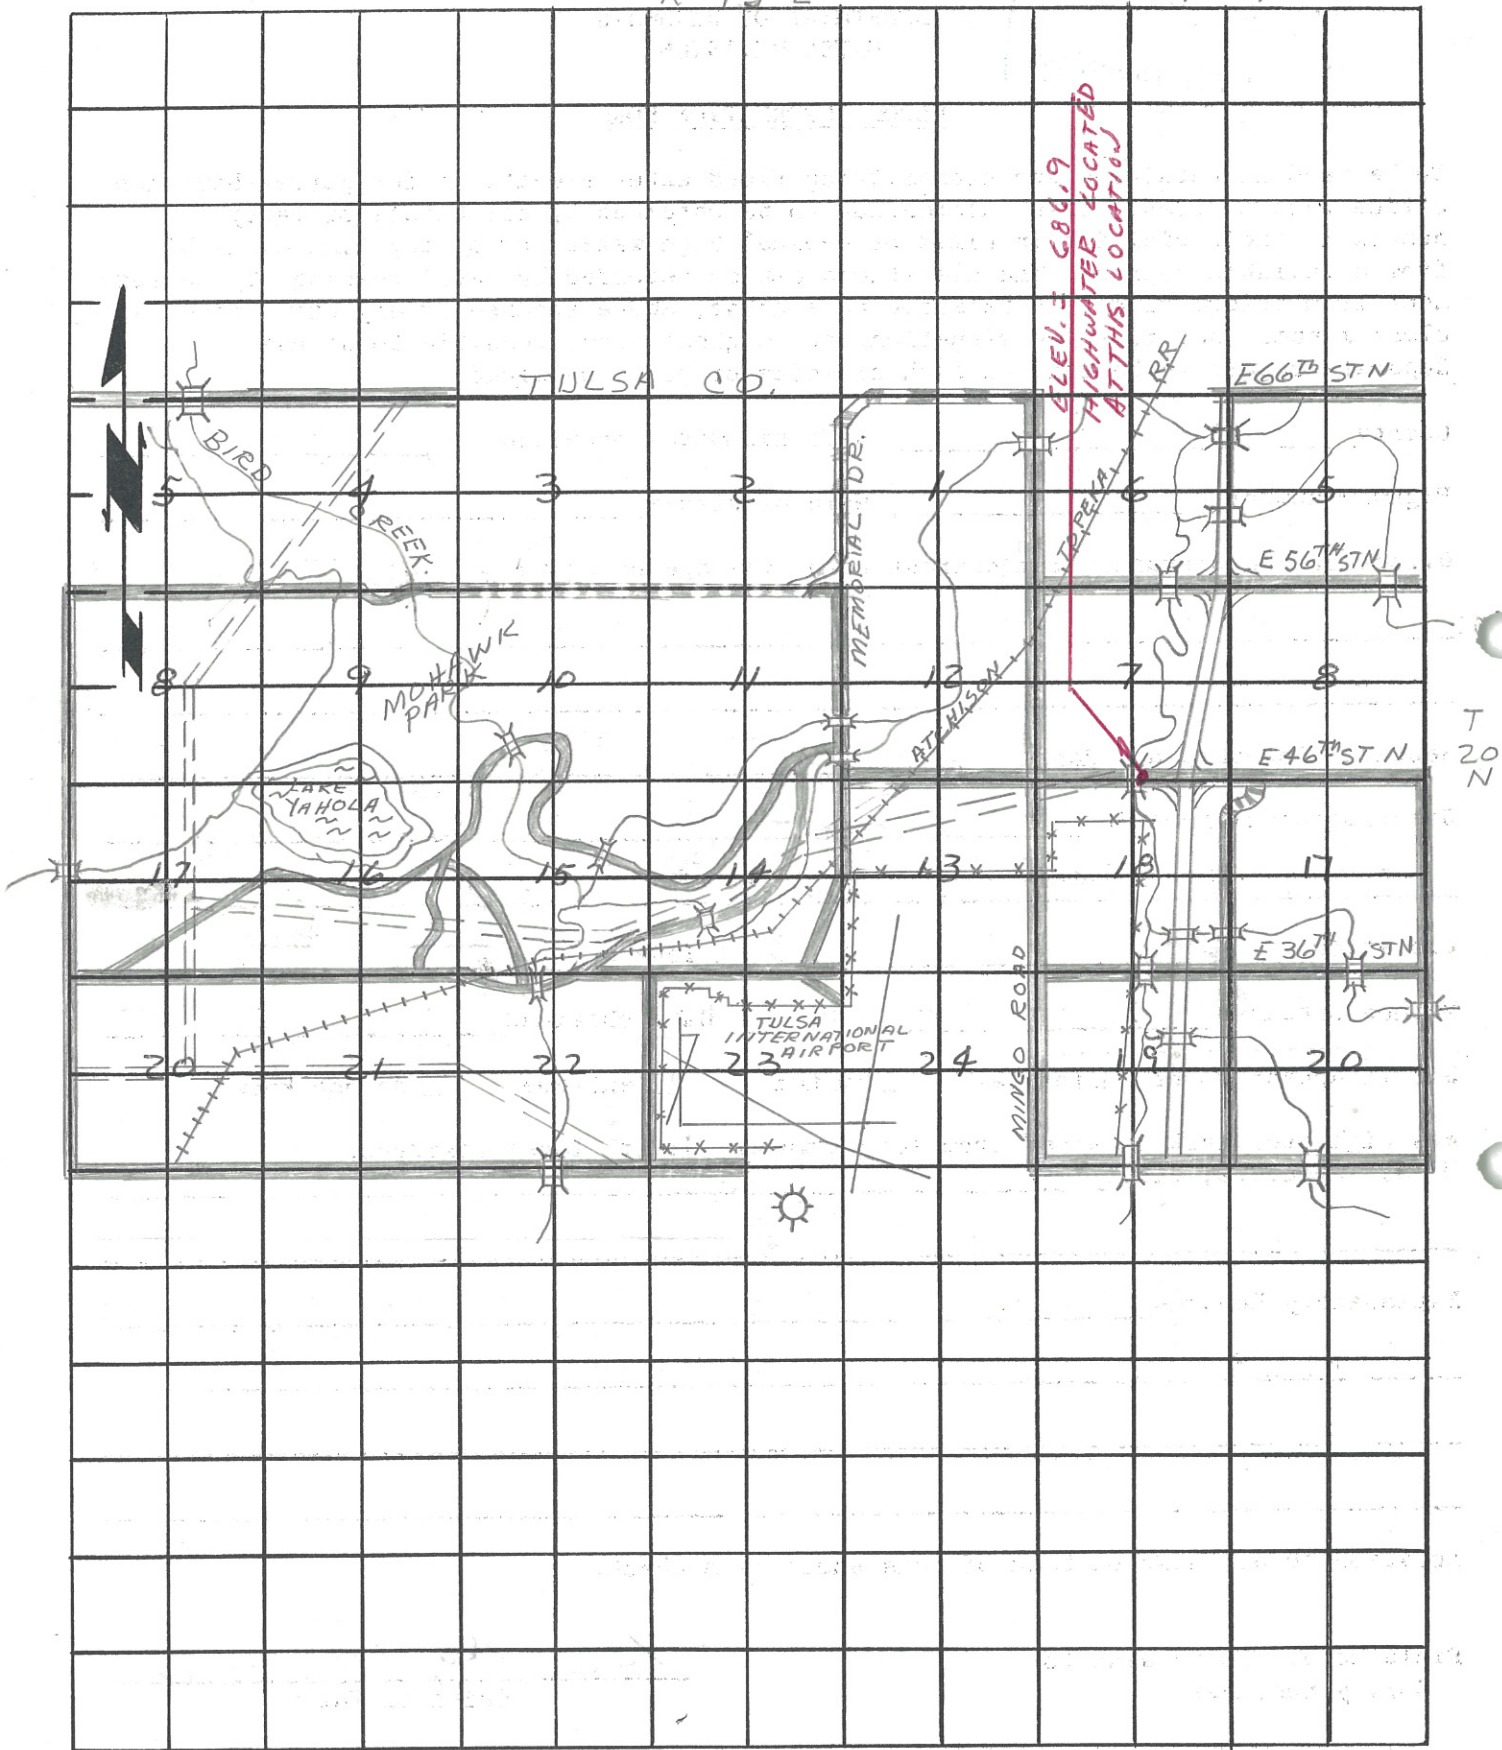 ELEV. = 686.9
HIGHWATER LOCATED
AT THIS LOCATION
TULSA CO.
E 66TH ST N
RR
BIRD
CREEK
MEMORIAL DR.
TOPEKA
5
4
3
2
1
6
5
E 56TH ST N
MOHAWK
PARK
8
9
10
11
12
7
8
T
20
N
ATCHISON
E 46TH ST N
LAKE
YAHOLA
17
16
15
14
13
18
17
E 36TH ST N
MINGO ROAD
TULSA
INTERNATIONAL
AIRPORT
20
21
22
23
24
19
20